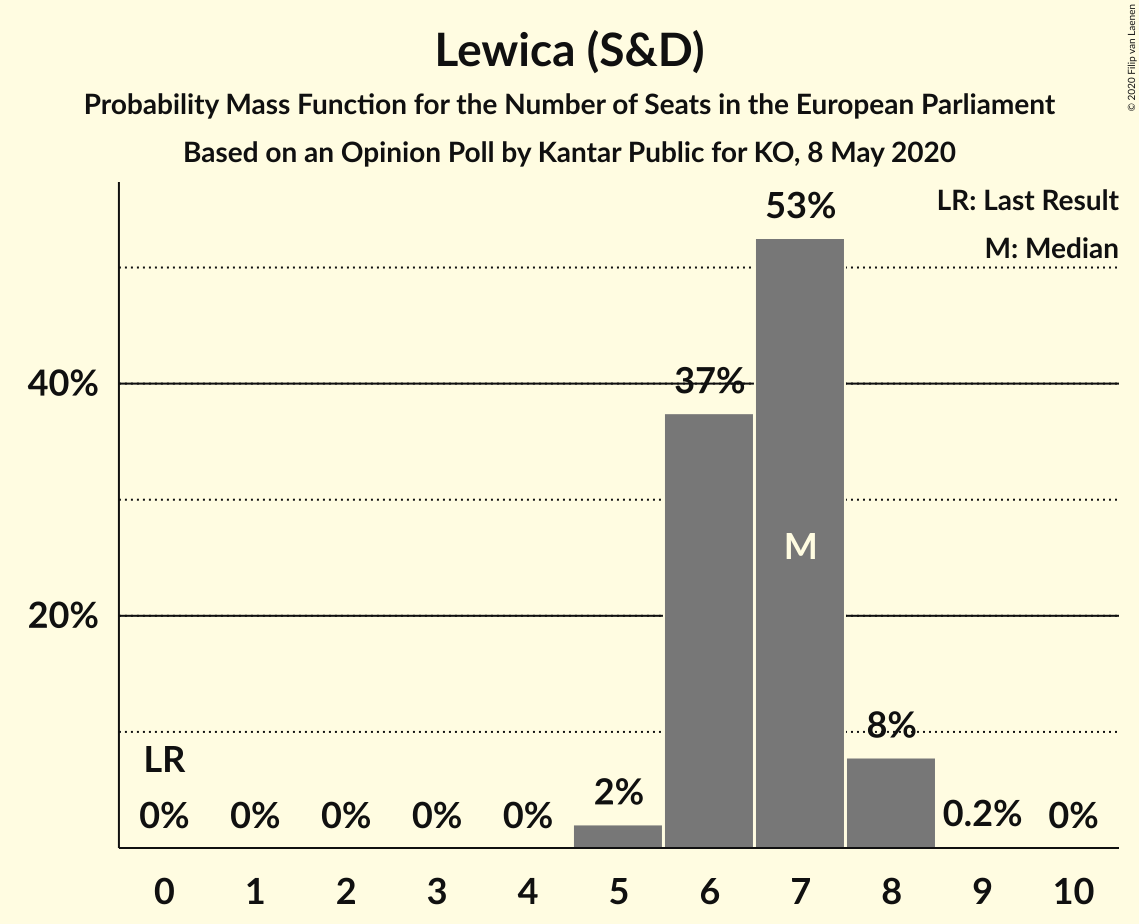 © 2020 Filip van Laenen
Lewica (S&D)
Probability Mass Function for the Number of Seats in the European Parliament
Based on an Opinion Poll by Kantar Public for KO, 8 May 2020
LR: Last Result
M: Median
53%
40%
37%
M
20%
8%
LR
2%
0% 0% 0% 0% 0% 0.2% 0%
0 1 2 3 4 5 6 7 8 9 10